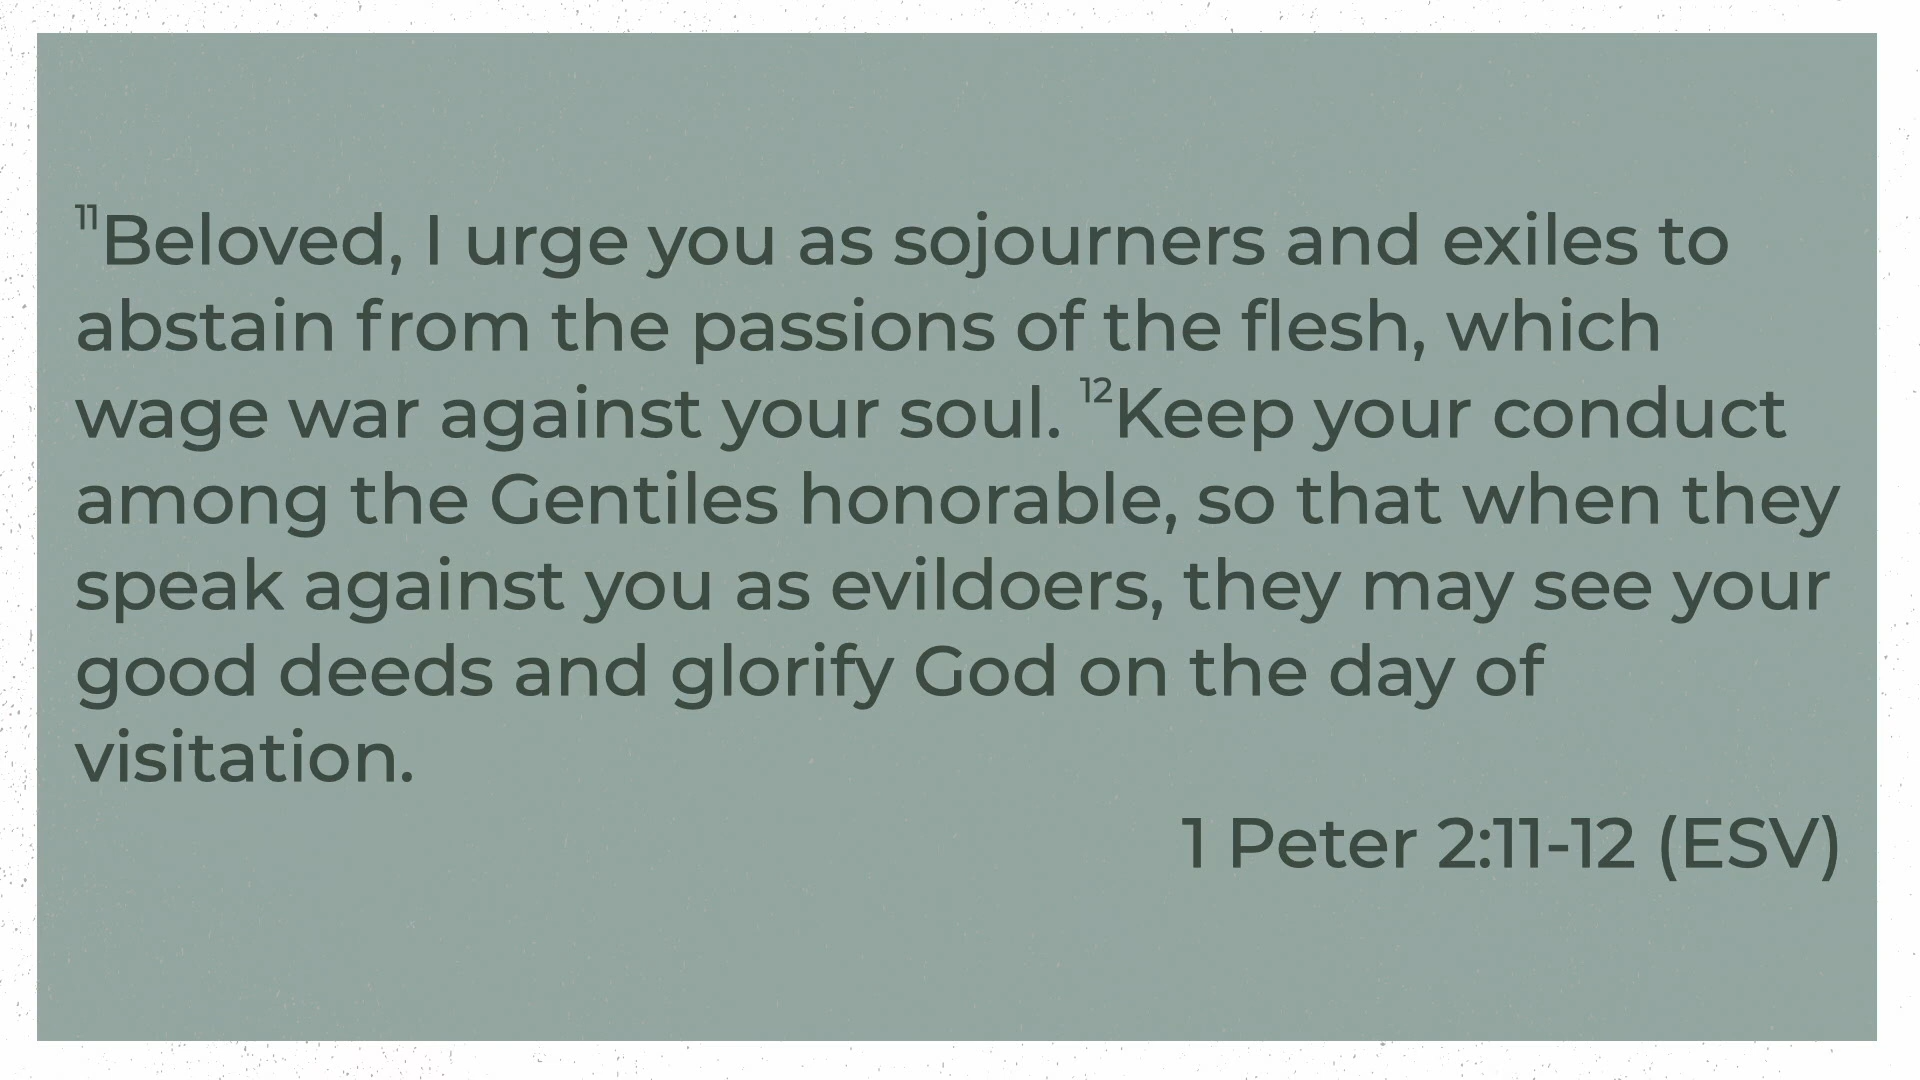 ¹¹Beloved, I urge you as sojourners and exiles to
abstain from the passions of the flesh, which
wage war against your soul. ¹²Keep your conduct
among the Gentiles honorable, so that when they
speak against you as evildoers, they may see your
good deeds and glorify God on the day of
visitation.
1 Peter 2:11-12 (ESV)